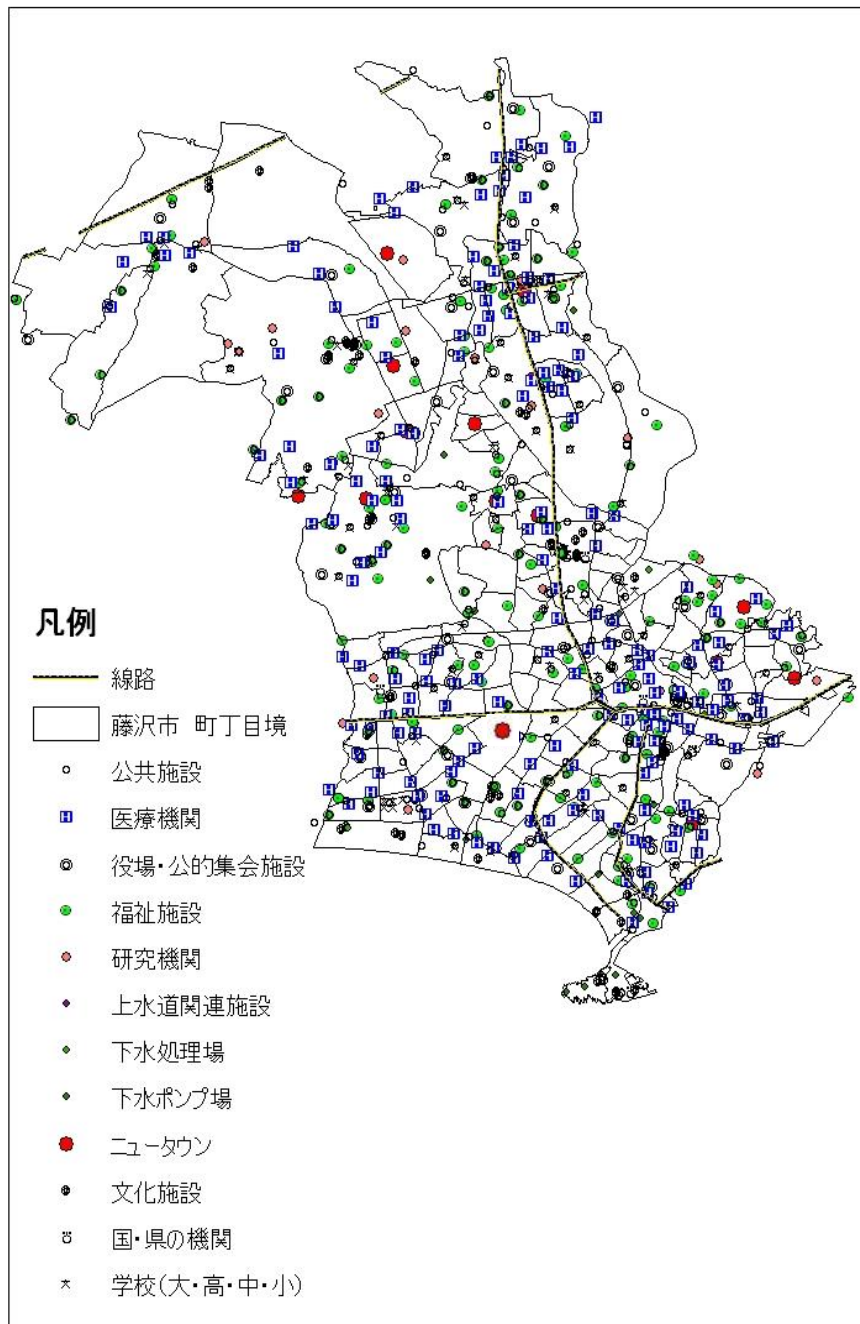 凡例
線路
藤沢市 町丁目境
公共施設
医療機関
役場・公的集会施設
福祉施設
研究機関
上水道関連施設
下水処理場
下水ポンプ場
ニュータウン
文化施設
国・県の機関
学校(大・高・中・小)